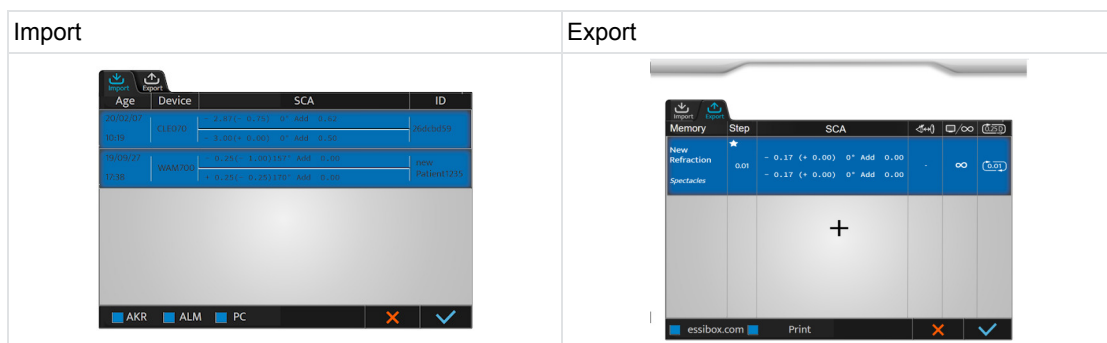 Import
Export
Import Export
Age Device SCA ID
20/02/07
10:19
CLE070
- 2.87(- 0.75) 0° Add 0.62
- 3.00(+ 0.00) 0° Add 0.50
26dcbd59
19/09/27
17:38
WAM700
- 0.25(- 1.00)157° Add 0.00
+ 0.25(- 0.25)178° Add 0.00
new
Patient1215
AKR ALM PC
Import Export
Memory Step SCA ∞ 0.25D
New
Refraction
Spectacles
0.01
- 0.17 (+ 0.00) 0° Add 0.00
- 0.17 (+ 0.00) 0° Add 0.00
- ∞ 0.01
+
essibox.com Print